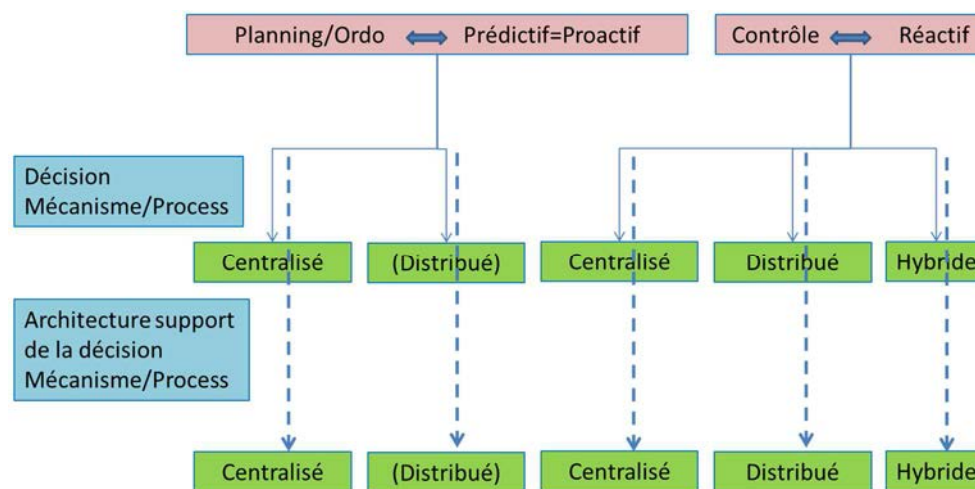 Planning/Ordo Prédictif=Proactif
Contrôle Réactif
Décision
Mécanisme/Process
Centralisé
(Distribué)
Centralisé
Distribué
Hybride
Architecture support
de la décision
Mécanisme/Process
Centralisé
(Distribué)
Centralisé
Distribué
Hybride